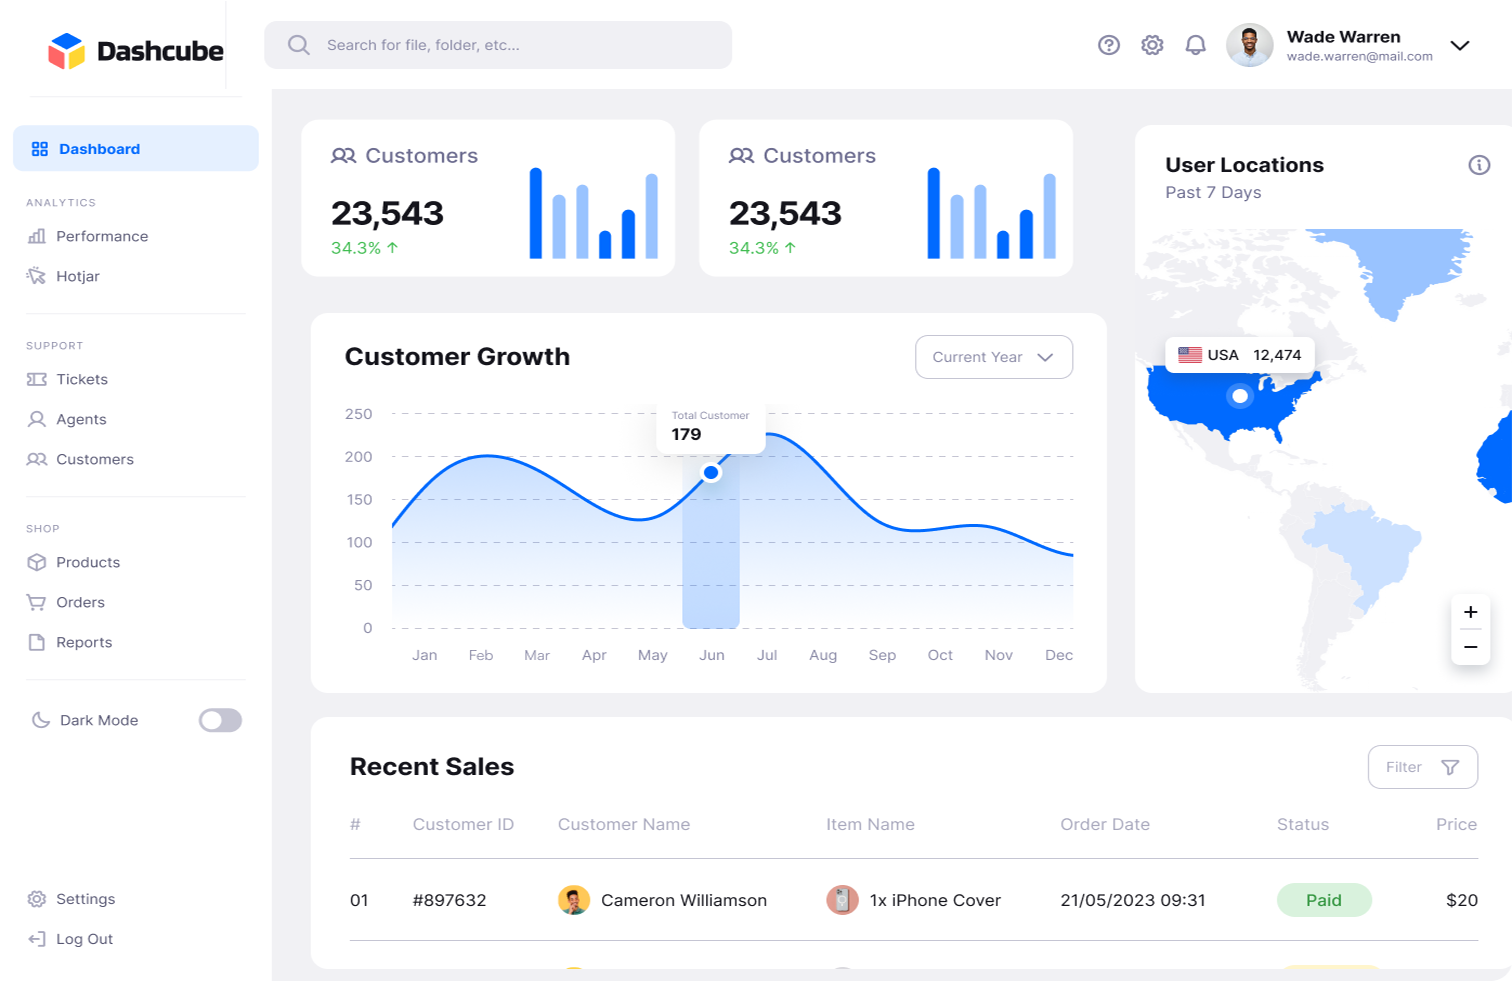 Dashcube
Search for file, folder, etc...
Wade Warren
wade.warren@mail.com
Dashboard
ANALYTICS
Performance
Hotjar
SUPPORT
Tickets
Agents
Customers
SHOP
Products
Orders
Reports
Dark Mode
Settings
Log Out
Customers
23,543
34.3% ↑
Customers
23,543
34.3% ↑
User Locations
Past 7 Days
USA 12,474
+
−
Customer Growth
Current Year
Total Customer
179
250
200
150
100
50
0
Jan Feb Mar Apr May Jun Jul Aug Sep Oct Nov Dec
Recent Sales
Filter
# Customer ID Customer Name Item Name Order Date Status Price
01 #897632 Cameron Williamson 1x iPhone Cover 21/05/2023 09:31 Paid $20